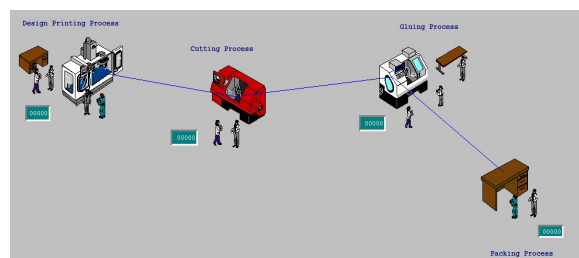 Design Printing Process
Gluing Process
Cutting Process
00000
00000
00000
00000
Packing Process